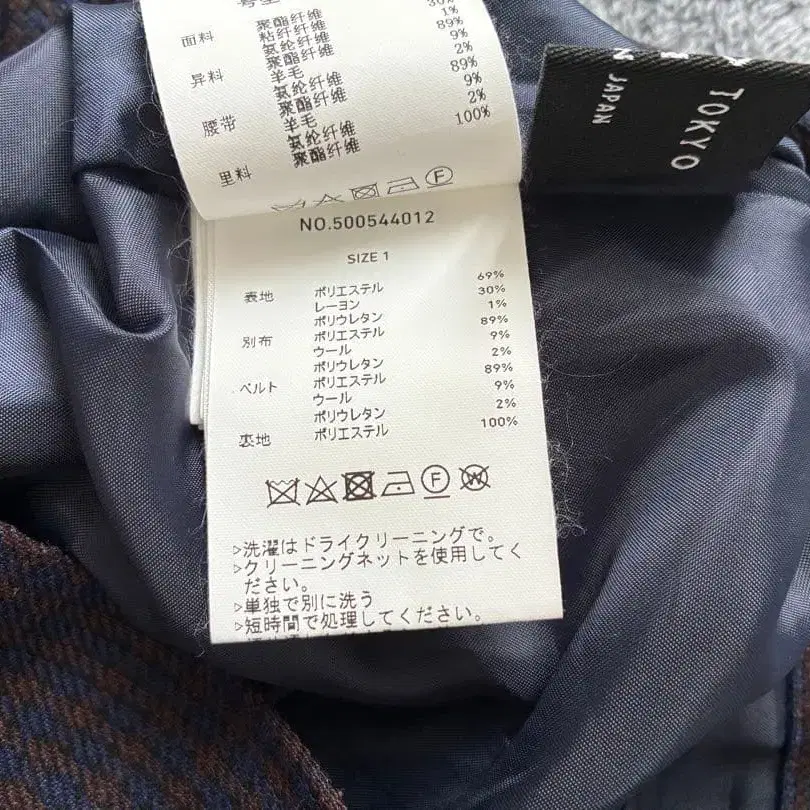 30%
聚酯纤维 1%
面料 粘纤纤维 89%
氨纶纤维 9%
聚酯纤维 2%
异料 羊毛 89%
氨纶纤维 9%
聚酯纤维 2%
腰带 羊毛 100%
氨纶纤维
聚酯纤维
里料
F
TOKYO
N JAPAN
NO.500544012
SIZE 1
表地 ポリエステル 69%
レーヨン 30%
ポリウレタン 1%
別布 ポリエステル 89%
ウール 9%
ポリウレタン 2%
ベルト ポリエステル 89%
ウール 9%
ポリウレタン 2%
裏地 ポリエステル 100%
F W
>洗濯はドライクリーニングで。
>クリーニングネットを使用してく
ださい。
>単独で別に洗う
>短時間で処理してください。